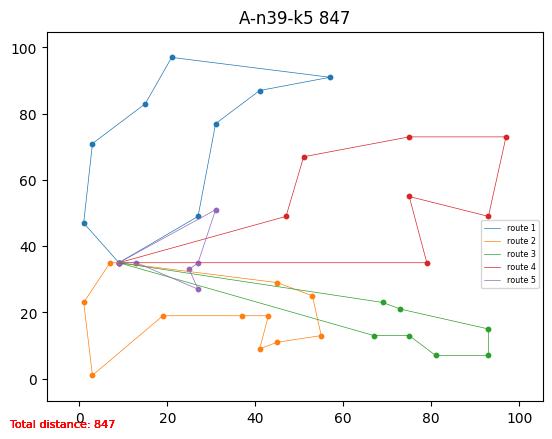 A-n39-k5 847
100
80
60
40
20
0
route 1
route 2
route 3
route 4
route 5
0 20 40 60 80 100
Total distance: 847